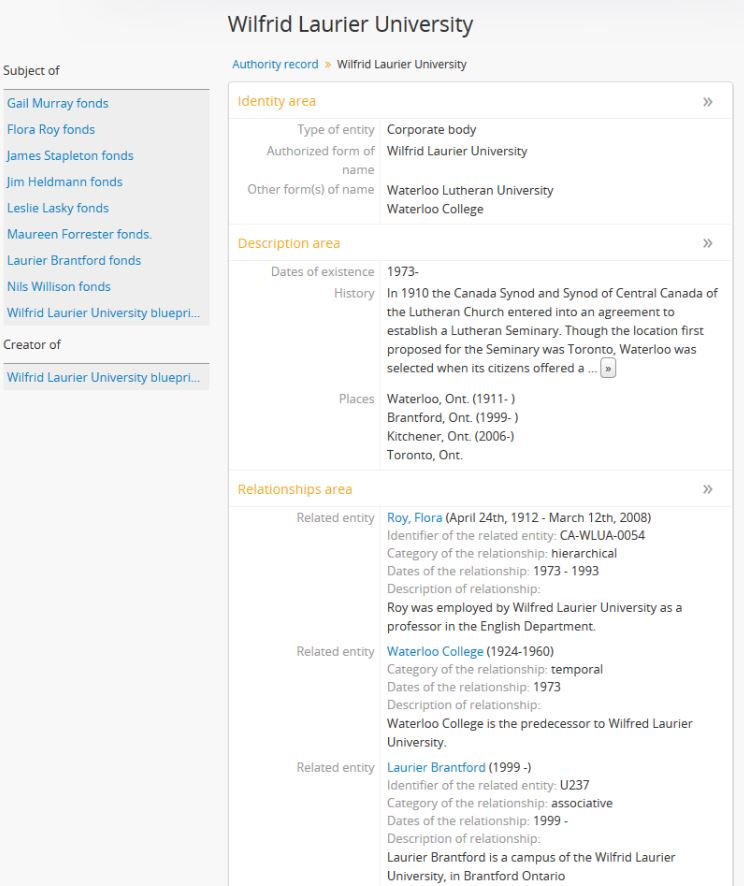 Wilfrid Laurier University
Subject of
Gail Murray fonds
Flora Roy fonds
James Stapleton fonds
Jim Heldmann fonds
Leslie Lasky fonds
Maureen Forrester fonds.
Laurier Brantford fonds
Nils Willison fonds
Wilfrid Laurier University bluepri...
Creator of
Wilfrid Laurier University bluepri...
Authority record » Wilfrid Laurier University
Identity area »
Type of entity Corporate body
Authorized form of name Wilfrid Laurier University
Other form(s) of name Waterloo Lutheran University
Waterloo College
Description area »
Dates of existence 1973-
History In 1910 the Canada Synod and Synod of Central Canada of
the Lutheran Church entered into an agreement to
establish a Lutheran Seminary. Though the location first
proposed for the Seminary was Toronto, Waterloo was
selected when its citizens offered a ... »
Places Waterloo, Ont. (1911- )
Brantford, Ont. (1999- )
Kitchener, Ont. (2006-)
Toronto, Ont.
Relationships area »
Related entity Roy, Flora (April 24th, 1912 - March 12th, 2008)
Identifier of the related entity: CA-WLUA-0054
Category of the relationship: hierarchical
Dates of the relationship: 1973 - 1993
Description of relationship:
Roy was employed by Wilfred Laurier University as a
professor in the English Department.
Related entity Waterloo College (1924-1960)
Category of the relationship: temporal
Dates of the relationship: 1973
Description of relationship:
Waterloo College is the predecessor to Wilfred Laurier
University.
Related entity Laurier Brantford (1999 -)
Identifier of the related entity: U237
Category of the relationship: associative
Dates of the relationship: 1999 -
Description of relationship:
Laurier Brantford is a campus of the Wilfrid Laurier
University, in Brantford Ontario